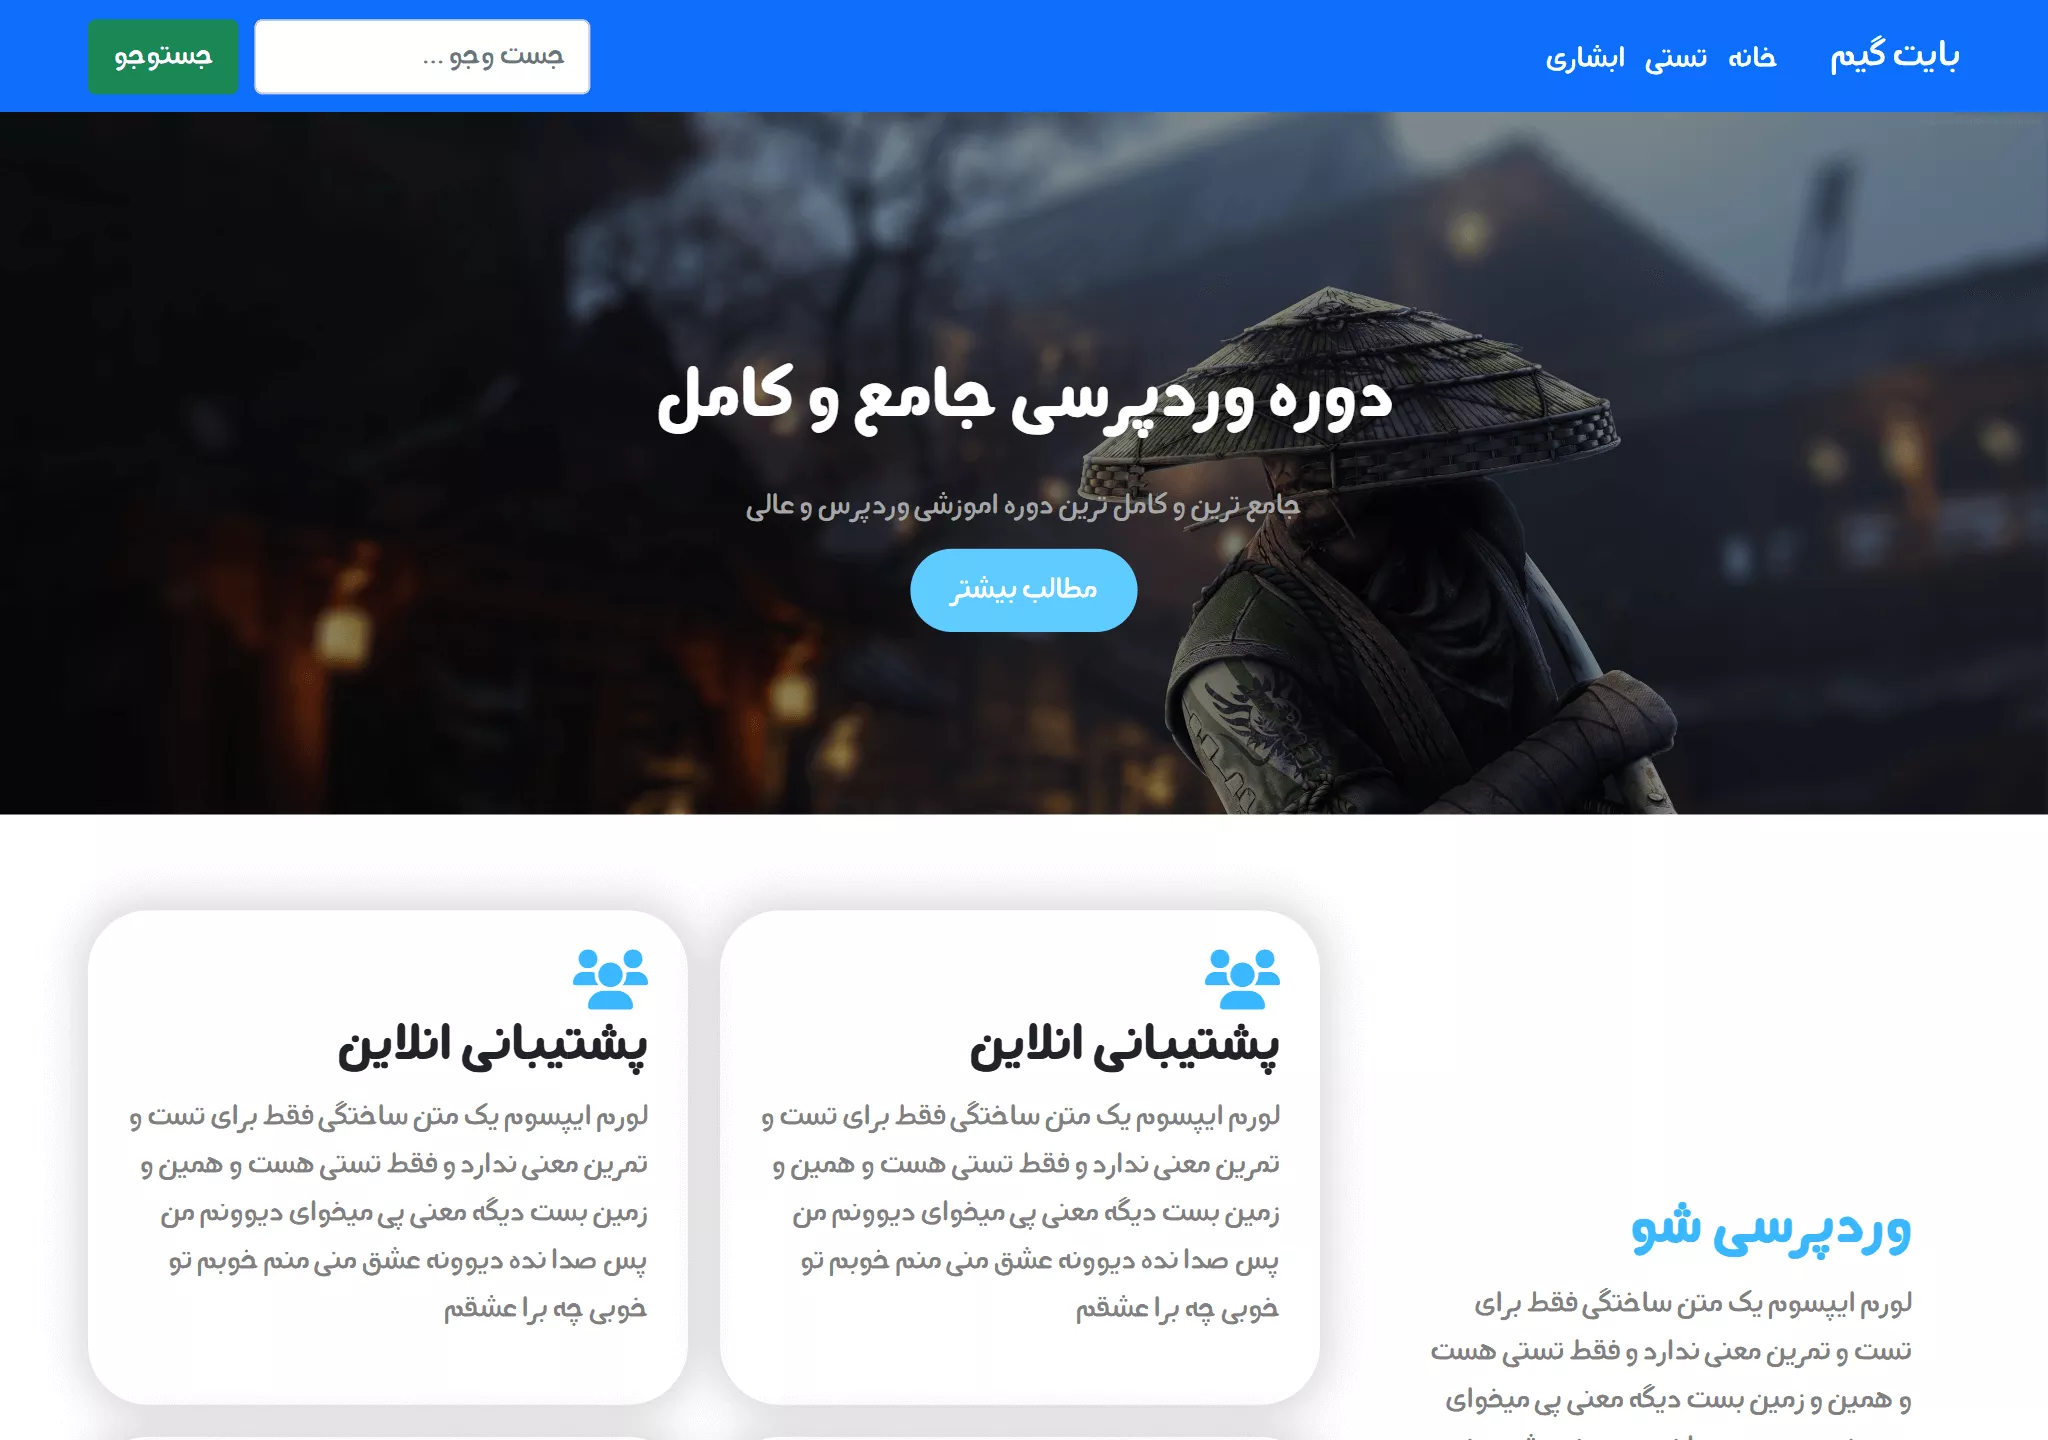 بایت گیم
خانه
تستی
ابشاری
جست وجو ...
جستوجو
دوره وردپرسی جامع و کامل
جامع ترین و کامل ترین دوره اموزشی وردپرس و عالی
مطالب بیشتر
وردپرسی شو
لورم ایپسوم یک متن ساختگی فقط برای
تست و تمرین معنی ندارد و فقط تستی هست
و همین و زمین بست دیگه معنی پی میخوای
پشتیبانی انلاین
لورم ایپسوم یک متن ساختگی فقط برای تست و
تمرین معنی ندارد و فقط تستی هست و همین و
زمین بست دیگه معنی پی میخوای دیوونم من
پس صدا نده دیوونه عشق منی منم خوبم تو
خوبی چه برا عشقم
پشتیبانی انلاین
لورم ایپسوم یک متن ساختگی فقط برای تست و
تمرین معنی ندارد و فقط تستی هست و همین و
زمین بست دیگه معنی پی میخوای دیوونم من
پس صدا نده دیوونه عشق منی منم خوبم تو
خوبی چه برا عشقم